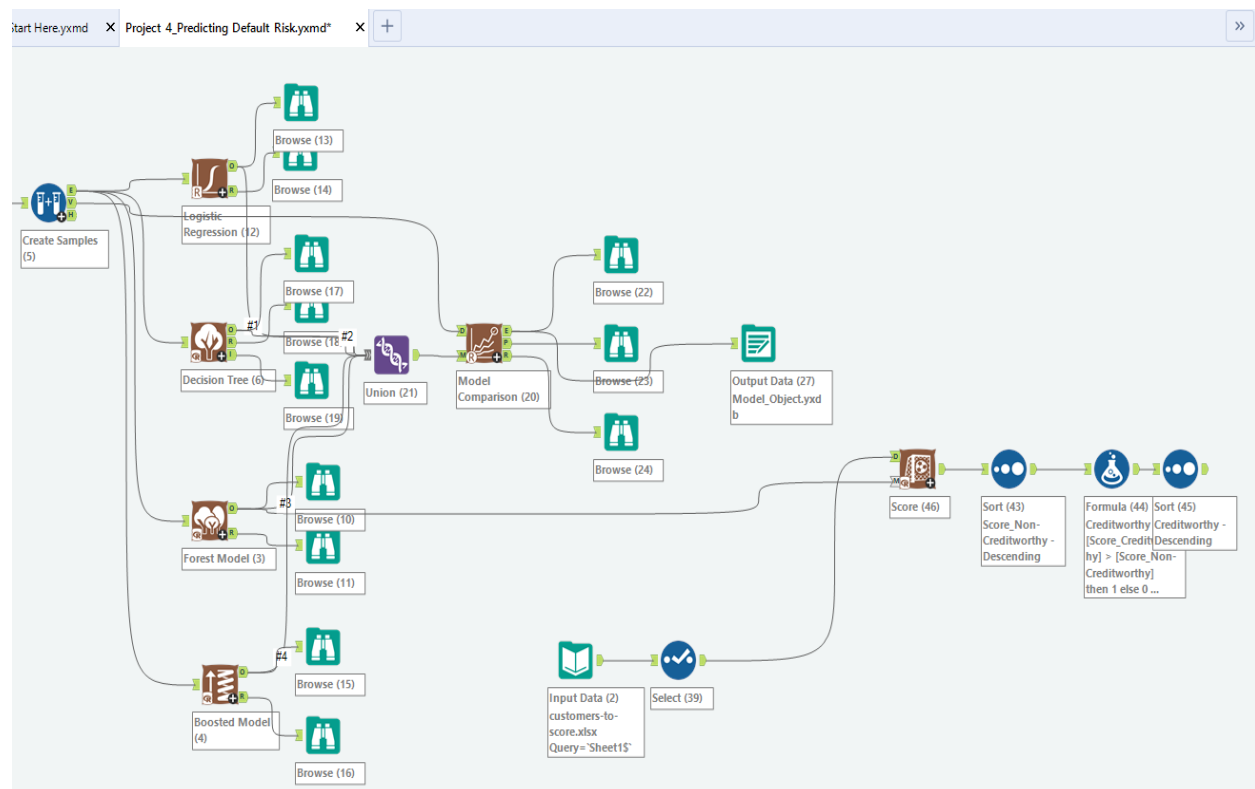 Start Here.yxmd
Project 4_Predicting Default Risk.yxmd*
Browse (13)
Browse (14)
Logistic
Regression (12)
Create Samples
(5)
E
V
H
O
R
R
Browse (17)
Browse (18
Browse (19)
#1
#2
O
R
I
R
Decision Tree (6)
Union (21)
D
M
E
P
R
R
Model
Comparison (20)
Browse (22)
Browse (23)
Browse (24)
Output Data (27)
Model_Object.yxd
b
#3
O
R
R
Browse (10)
Forest Model (3)
Browse (11)
D
M
R
Score (46)
Sort (43)
Score_Non-
Creditworthy -
Descending
Formula (44)
Creditworthy
[Score_Credit
hy] > [Score_Non-
Creditworthy]
then 1 else 0 ...
Sort (45)
Creditworthy -
Descending
#4
O
R
R
Browse (15)
Boosted Model
(4)
Browse (16)
Input Data (2)
customers-to-
score.xlsx
Query=`Sheet1$`
Select (39)